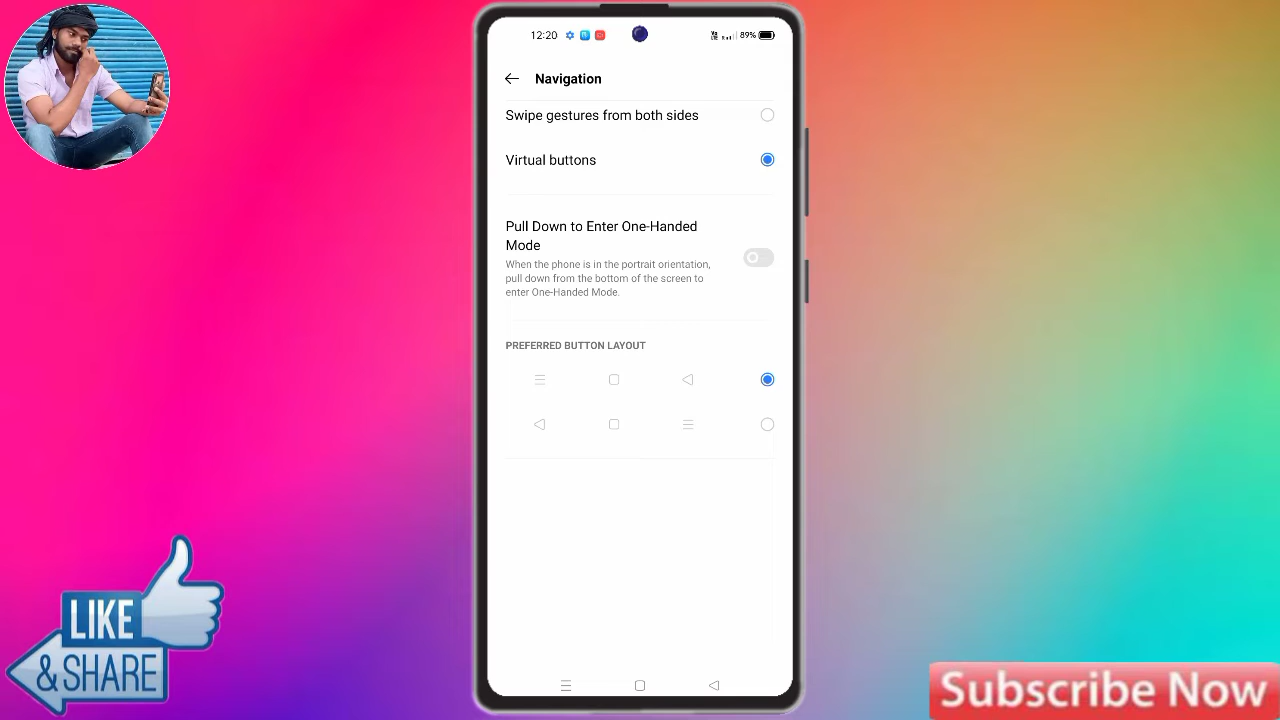 12:20
89%
Navigation
Swipe gestures from both sides
Virtual buttons
Pull Down to Enter One-Handed
Mode
When the phone is in the portrait orientation,
pull down from the bottom of the screen to
enter One-Handed Mode.
PREFERRED BUTTON LAYOUT
LIKE
& SHARE
Subscribe Now